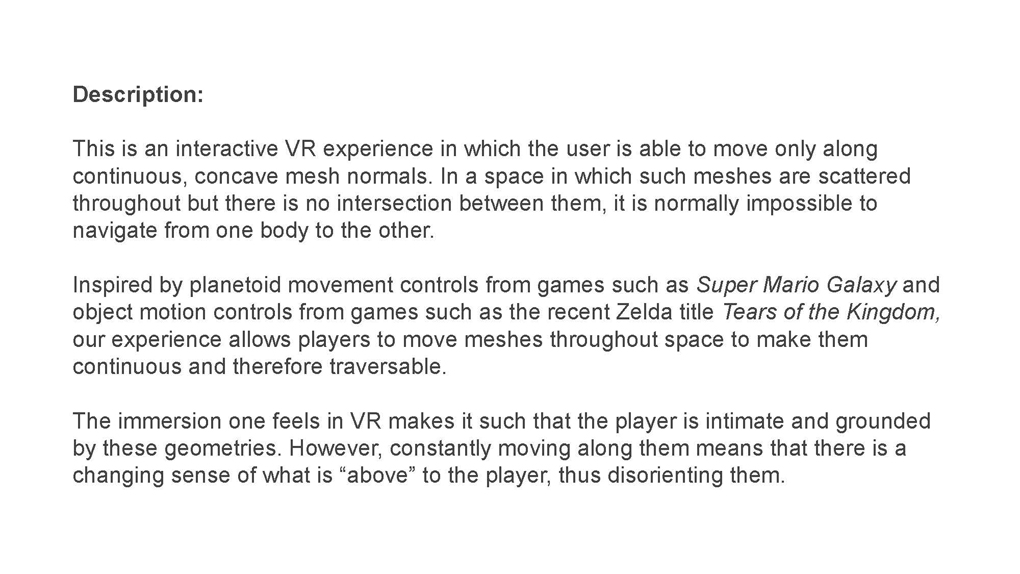 Description:
This is an interactive VR experience in which the user is able to move only along
continuous, concave mesh normals. In a space in which such meshes are scattered
throughout but there is no intersection between them, it is normally impossible to
navigate from one body to the other.
Inspired by planetoid movement controls from games such as Super Mario Galaxy and
object motion controls from games such as the recent Zelda title Tears of the Kingdom,
our experience allows players to move meshes throughout space to make them
continuous and therefore traversable.
The immersion one feels in VR makes it such that the player is intimate and grounded
by these geometries. However, constantly moving along them means that there is a
changing sense of what is “above” to the player, thus disorienting them.